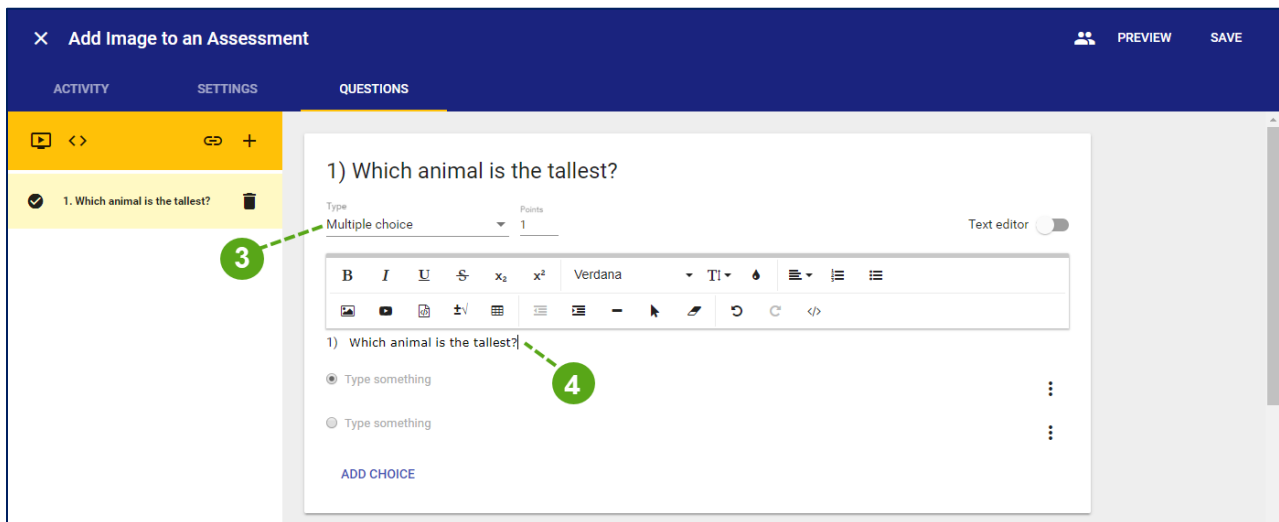 Add Image to an Assessment PREVIEW SAVE
ACTIVITY SETTINGS QUESTIONS
1. Which animal is the tallest?
1) Which animal is the tallest?
Type Points
Multiple choice 1 Text editor
3
B I U S x₂ x² Verdana T!
±√ </>
1) Which animal is the tallest?
4
Type something
Type something
ADD CHOICE